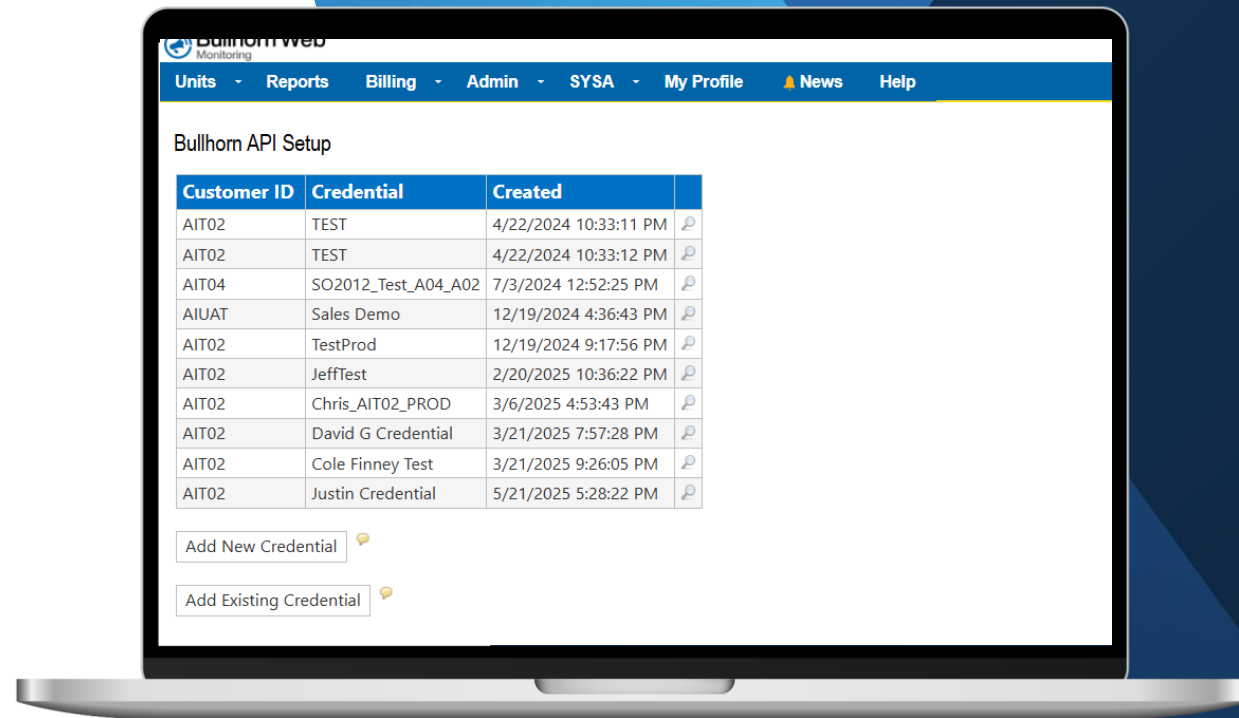 Bullhorn Web
Monitoring
Units Reports Billing Admin SYSA My Profile News Help
Bullhorn API Setup
Customer ID Credential Created
AIT02 TEST 4/22/2024 10:33:11 PM
AIT02 TEST 4/22/2024 10:33:12 PM
AIT04 SO2012_Test_A04_A02 7/3/2024 12:52:25 PM
AIUAT Sales Demo 12/19/2024 4:36:43 PM
AIT02 TestProd 12/19/2024 9:17:56 PM
AIT02 JeffTest 2/20/2025 10:36:22 PM
AIT02 Chris_AIT02_PROD 3/6/2025 4:53:43 PM
AIT02 David G Credential 3/21/2025 7:57:28 PM
AIT02 Cole Finney Test 3/21/2025 9:26:05 PM
AIT02 Justin Credential 5/21/2025 5:28:22 PM
Add New Credential
Add Existing Credential